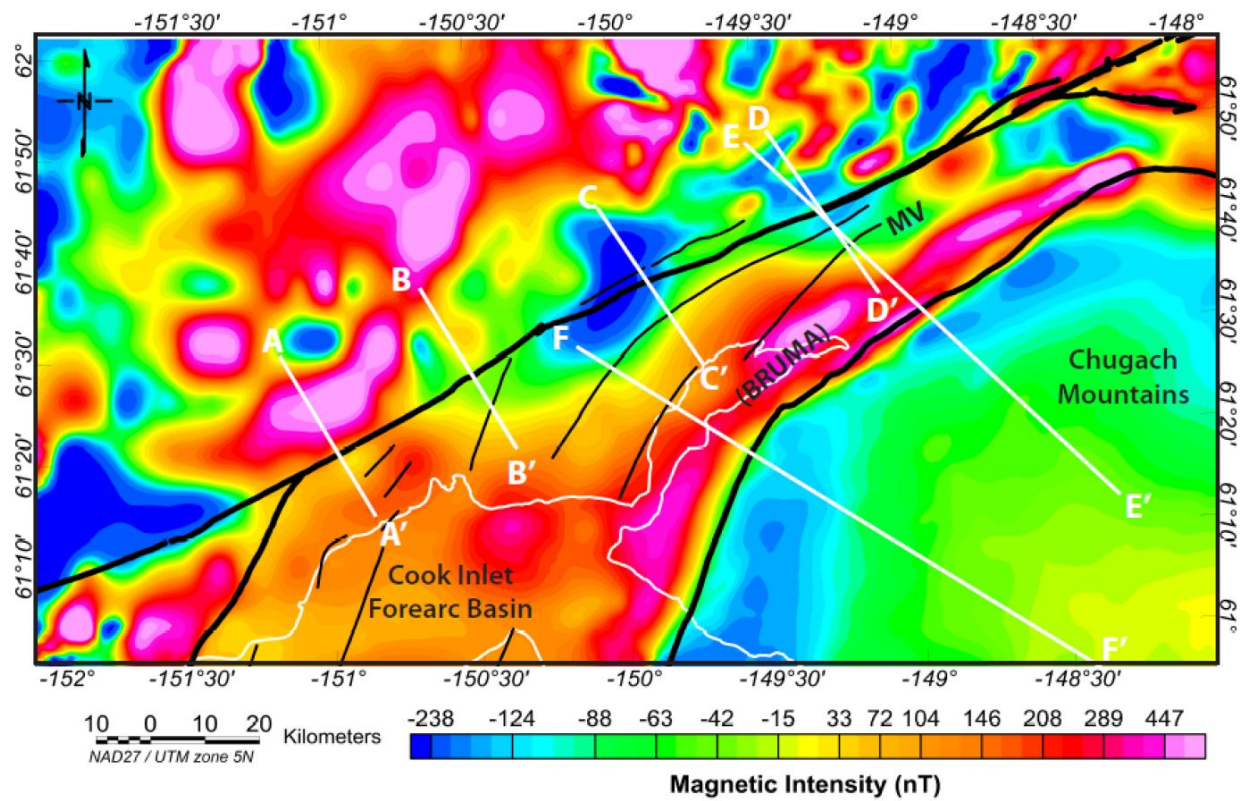 -151°30' -151° -150°30' -150° -149°30' -149° -148°30' -148°
62°
61°50'
61°40'
61°30'
61°20'
61°10'
N
61°50'
61°40'
61°30'
61°20'
61°10'
61°
D
E
C
MV
B
F
A
D'
C'
(BRUMA)
Chugach
Mountains
B'
E'
A'
Cook Inlet
Forearc Basin
F'
-152° -151°30' -151° -150°30' -150° -149°30' -149° -148°30'
10 0 10 20 Kilometers
NAD27 / UTM zone 5N
-238 -124 -88 -63 -42 -15 33 72 104 146 208 289 447
Magnetic Intensity (nT)